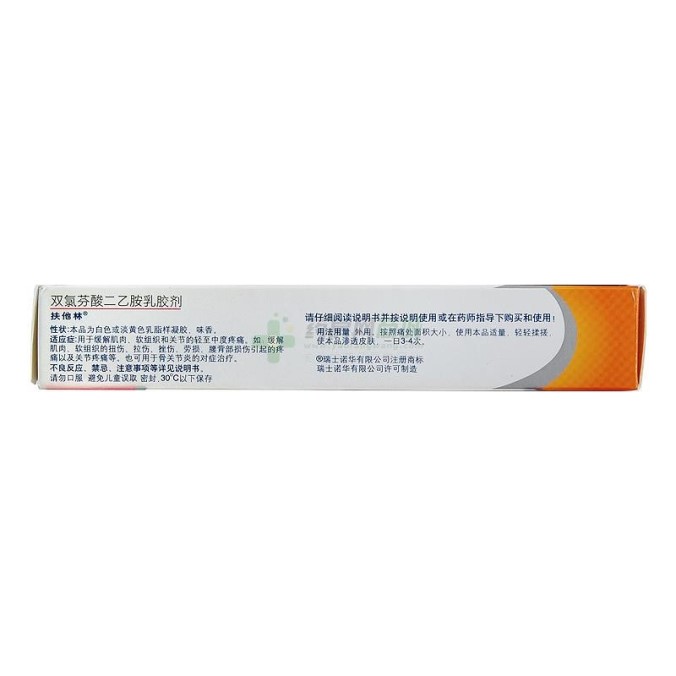 双氯芬酸二乙胺乳胶剂
扶他林®
性状:本品为白色或淡黄色乳脂样凝胶,味香。
适应症:用于缓解肌肉、软组织和关节的轻至中度疼痛。如 缓解
肌肉、软组织的扭伤、拉伤、挫伤、劳损、腰背部损伤引起的疼
痛以及关节疼痛等。也可用于骨关节炎的对症治疗。
不良反应、禁忌、注意事项等详见说明书。
请勿口服 避免儿童误取 密封,30℃以下保存
请仔细阅读说明书并按说明使用或在药师指导下购买和使用!
用法用量 外用。按照痛处面积大小,使用本品适量,轻轻揉搓,
使本品渗透皮肤,一日3-4次。
®瑞士诺华有限公司注册商标
瑞士诺华有限公司许可制造